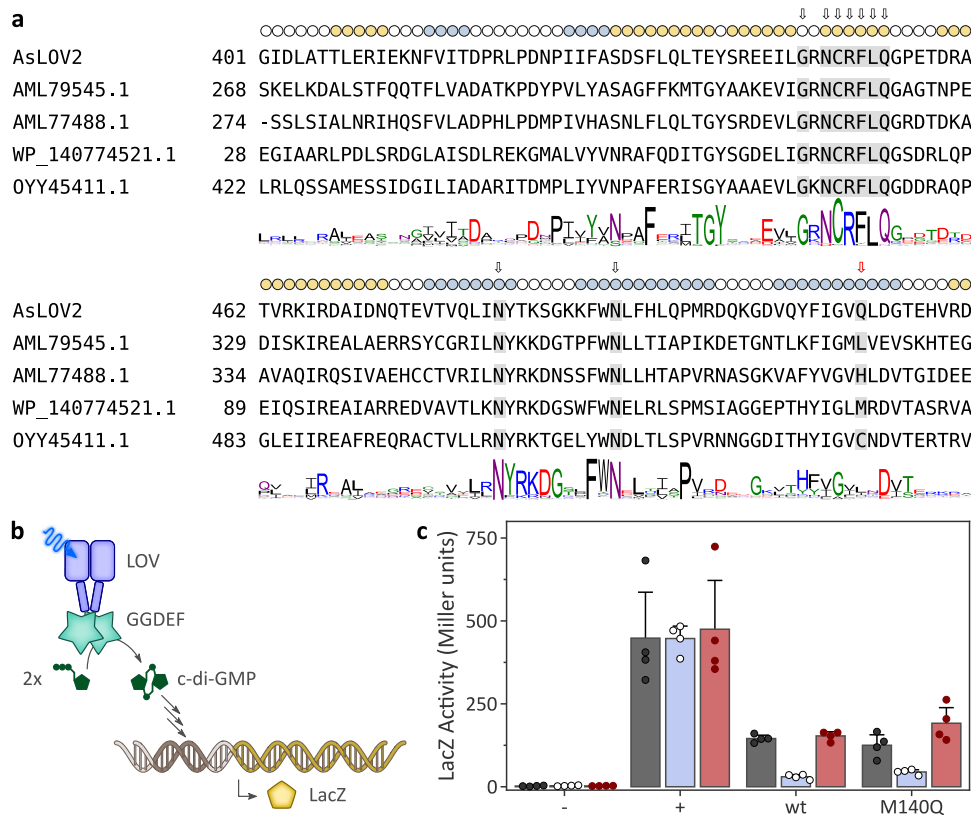 a
AsLOV2 401 GIDLATTLERIEKNFVITDPRLPDNPIIFASDSFLQLTEYSREEILGRNCRFLQGPETDRA
AML79545.1 268 SKELKDALSTFQQTFLVADATKPDYPVLYASAGFFKMTGYAAKEVIGRNCRFLQGAGTNPE
AML77488.1 274 -SSLSIALNRIHQSFVLADPHLPDMPIVHASNLFLQLTGYSRDEVLGRNCRFLQGRDTDKA
WP_140774521.1 28 EGIAARLPDLSRDGLAISDLREKGMALVYVNRAFQDITGYSGDELIGRNCRFLQGSDRLQP
OYY45411.1 422 LRLQSSAMESSIDGILIADARITDMPLIYVNPAFERISGYAAAEVLGKNCRFLQGDDRAQP
AsLOV2 462 TVRKIRDAIDNQTEVTVQLINYTKSGKKFWNLFHLQPMRDQKGDVQYFIGVQLDGTEHVRD
AML79545.1 329 DISKIREALAERRSYCGRILNYKKDGTPFWNLLTIAPIKDETGNTLKFIGMLVEVSKHTEG
AML77488.1 334 AVAQIRQSIVAEHCCTVRILNYRKDNSSFWNLLHTAPVRNASGKVAFYVGVHLDVTGIDEE
WP_140774521.1 89 EIQSIREAIARREDVAVTLKNYRKDGSWFWNELRLSPMSIAGGEPTHYIGLMRDVTASRVA
OYY45411.1 483 GLEIIREAFREQRACTVLLRNYRKTGELYWNDLTLSPVRNNGGDITHYIGVCNDVTERTRV
b
LOV
GGDEF
2x
c-di-GMP
LacZ
c
LacZ Activity (Miller units)
750
500
250
0
- + wt M140Q